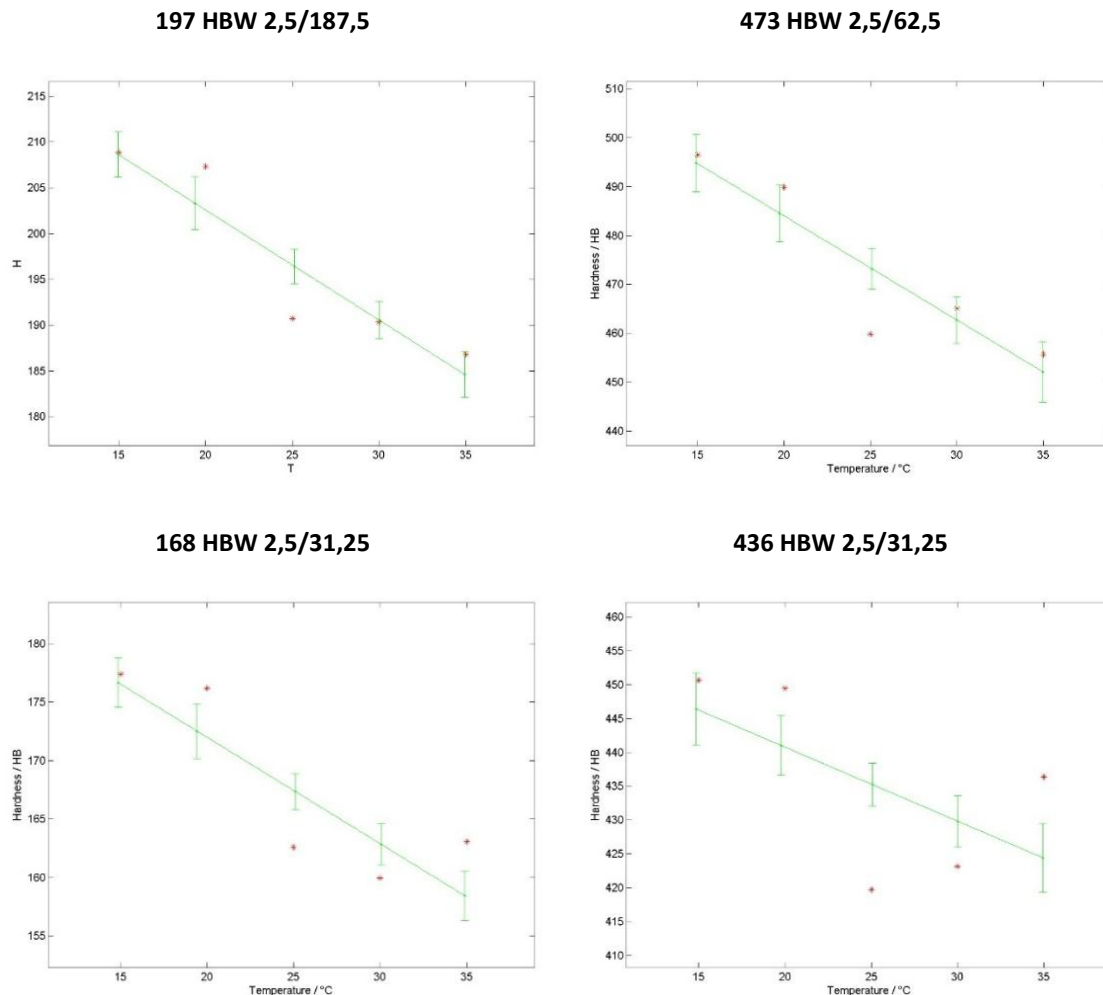 197 HBW 2,5/187,5
215
210
205
200
195
190
185
180
H
15 20 25 30 35
T
473 HBW 2,5/62,5
510
500
490
480
470
460
450
440
Hardness / HB
15 20 25 30 35
Temperature / °C
168 HBW 2,5/31,25
180
175
170
165
160
155
Hardness / HB
15 20 25 30 35
Temperature / °C
436 HBW 2,5/31,25
460
455
450
445
440
435
430
425
420
415
410
Hardness / HB
15 20 25 30 35
Temperature / °C